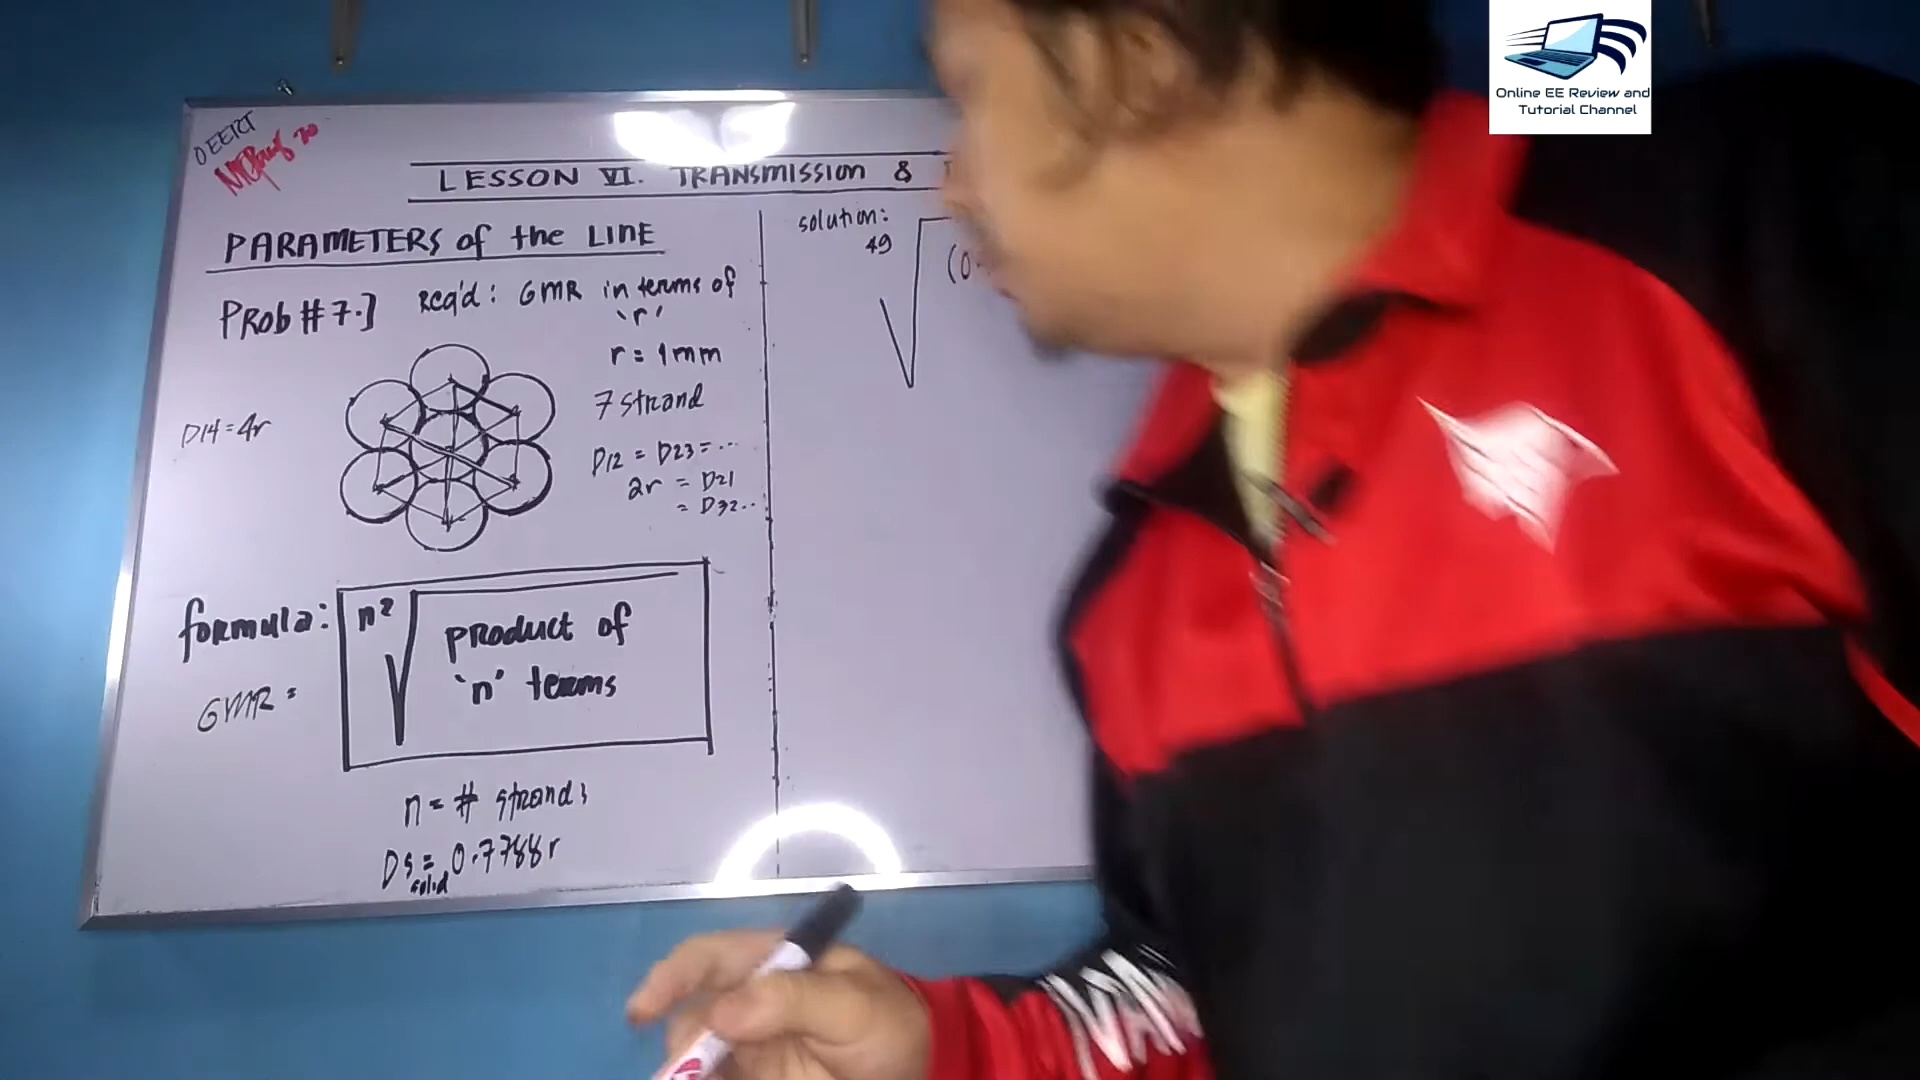 Online EE Review and
Tutorial Channel
OEERT
LESSON VI. TRANSMISSION &
PARAMETERS of the LINE
PROB # 7.]
REQ'D: GMR in terms of
'r'
r = 1mm
7 strand
D14 = 4r
D12 = D23 = ...
2r = D21
= D32..
formula:
n²√ PRODUCT of
'n' terms
GMR =
n = # strands
Ds = 0.7788r
solid
solution:
49√ (0.